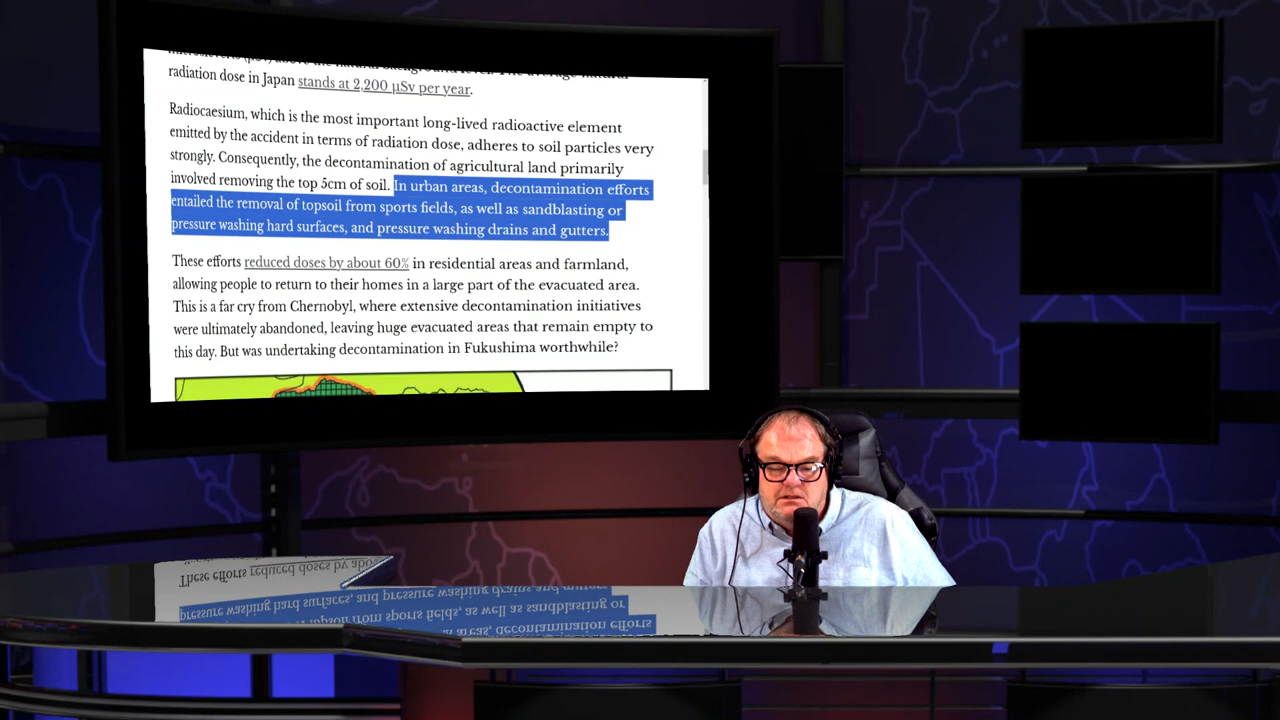 radiation dose in Japan stands at 2,200 µSv per year.
Radiocaesium, which is the most important long-lived radioactive element
emitted by the accident in terms of radiation dose, adheres to soil particles very
strongly. Consequently, the decontamination of agricultural land primarily
involved removing the top 5cm of soil. In urban areas, decontamination efforts
entailed the removal of topsoil from sports fields, as well as sandblasting or
pressure washing hard surfaces, and pressure washing drains and gutters.
These efforts reduced doses by about 60% in residential areas and farmland,
allowing people to return to their homes in a large part of the evacuated area.
This is a far cry from Chernobyl, where extensive decontamination initiatives
were ultimately abandoned, leaving huge evacuated areas that remain empty to
this day. But was undertaking decontamination in Fukushima worthwhile?